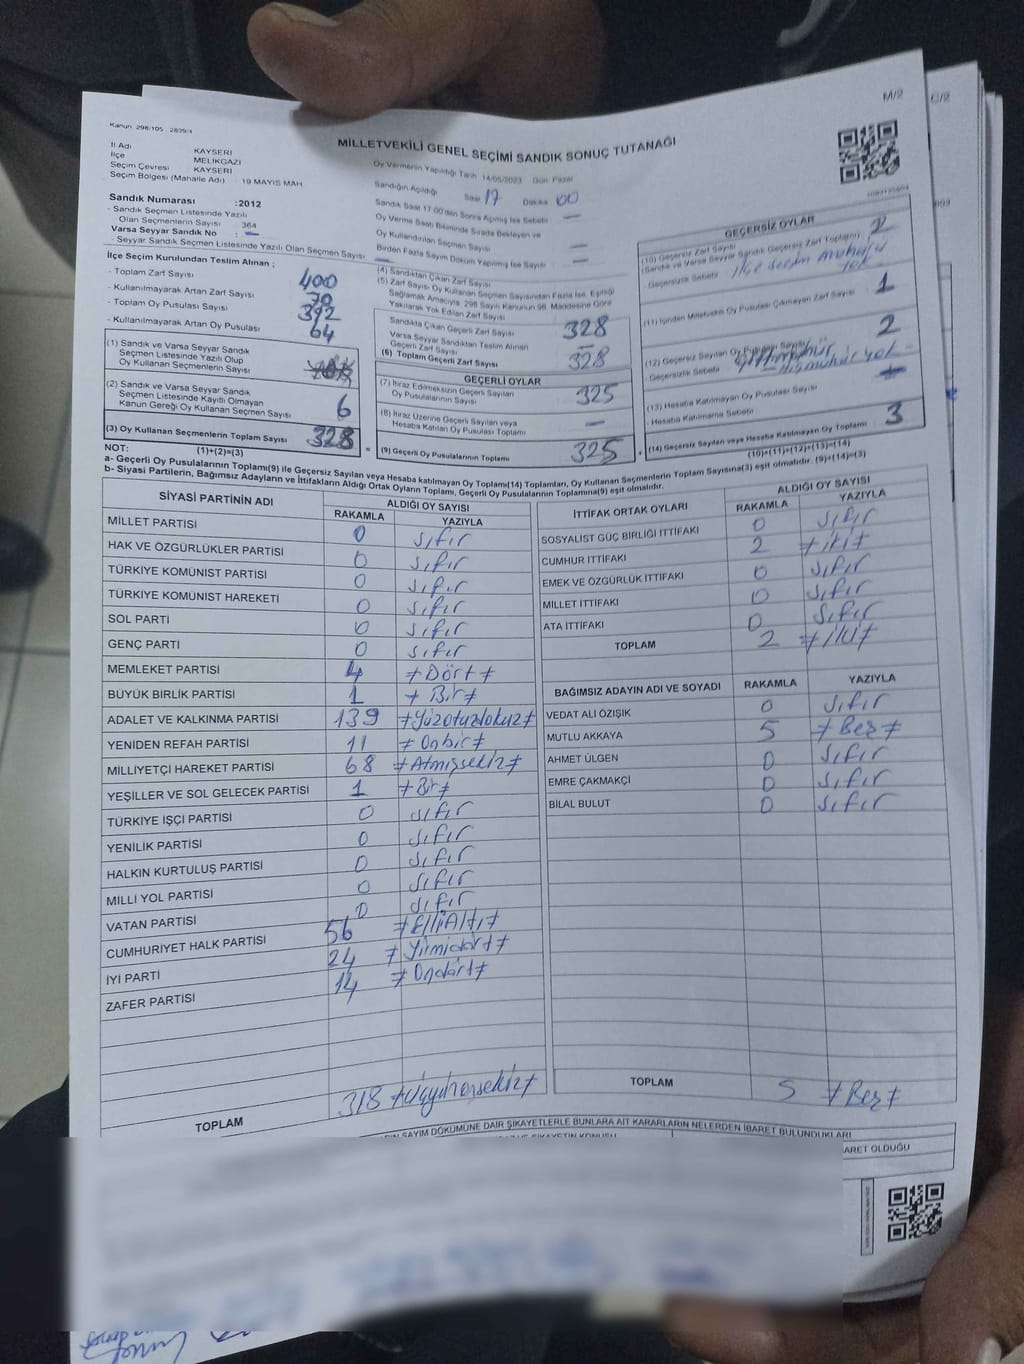 M/2
C/2
Kanun 298/105 2839/4
MİLLETVEKİLİ GENEL SEÇİMİ SANDIK SONUÇ TUTANAĞI
İl Adı KAYSERİ
İlçe MELİKGAZİ
Seçim Çevresi KAYSERİ
Seçim Bölgesi (Mahalle Adı) 19 MAYIS MAH.
Oy Vermenin Yapıldığı Tarih 14/05/2023 Gün Pazar
Sandığın Açıldığı Saat 17 Dakika 00
Sandık Saat 17:00'den Sonra Açılmış İse Sebebi —
Oy Verme Saati Bitiminde Sırada Bekleyen ve
Oy Kullandırılan Seçmen Sayısı —
Birden Fazla Sayım Döküm Yapılmış İse Sayısı —
Sandık Numarası :2012
- Sandık Seçmen Listesinde Yazılı
Olan Seçmenlerin Sayısı 364
Varsa Seyyar Sandık No : —
- Seyyar Sandık Seçmen Listesinde Yazılı Olan Seçmen Sayısı —
İlçe Seçim Kurulundan Teslim Alınan ;
- Toplam Zarf Sayısı 400
- Kullanılmayarak Artan Zarf Sayısı 70
- Toplam Oy Pusulası Sayısı 392
- Kullanılmayarak Artan Oy Pusulası 64
(1) Sandık ve Varsa Seyyar Sandık
Seçmen Listesinde Yazılı Olup
Oy Kullanan Seçmenlerin Sayısı
(2) Sandık ve Varsa Seyyar Sandık
Seçmen Listesinde Kayıtlı Olmayan
Kanun Gereği Oy Kullanan Seçmen Sayısı 6
(3) Oy Kullanan Seçmenlerin Toplam Sayısı 328
(4) Sandıktan Çıkan Zarf Sayısı
(5) Zarf Sayısı Oy Kullanan Seçmen Sayısından Fazla İse, Eşitliği
Sağlamak Amacıyla 298 Sayılı Kanunun 98. Maddesine Göre
Yakılarak Yok Edilen Zarf Sayısı
Sandıkta Çıkan Geçerli Zarf Sayısı 328
Varsa Seyyar Sandıktan Teslim Alınan
Geçerli Zarf Sayısı —
(6) Toplam Geçerli Zarf Sayısı 328
GEÇERLİ OYLAR
(7) İtiraz Edilmeksizin Geçerli Sayılan
Oy Pusulalarının Sayısı 325
(8) İtiraz Üzerine Geçerli Sayılan veya
Hesaba Katılan Oy Pusulası Toplamı —
= (9) Geçerli Oy Pusulalarının Toplamı 325 +
GEÇERSİZ OYLAR
(10) Geçersiz Zarf Sayısı
(Sandık ve Varsa Seyyar Sandık Geçersiz Zarf Toplamı) 2
- Geçersizlik Sebebi ilçe seçim mührü
yok
(11) İçinden Milletvekili Oy Pusulası Çıkmayan Zarf Sayısı 1
(12) Geçersiz Sayılan Oy Pusulası Sayısı 2
Geçersizlik Sebebi mühür yok
(13) Hesaba Katılmayan Oy Pusulası Sayısı —
- Hesaba Katılmama Sebebi
(14) Geçersiz Sayılan veya Hesaba Katılmayan Oy Toplamı 3
NOT: (1)+(2)=(3) (10)+(11)+(12)+(13)=(14)
a- Geçerli Oy Pusulalarının Toplamı(9) ile Geçersiz Sayılan veya Hesaba katılmayan Oy Toplamı(14) Toplamları, Oy Kullanan Seçmenlerin Toplam Sayısına(3) eşit olmalıdır. (9)+(14)=(3)
b- Siyasi Partilerin, Bağımsız Adayların ve İttifakların Aldığı Ortak Oyların Toplamı, Geçerli Oy Pusulalarının Toplamına(9) eşit olmalıdır.
SİYASİ PARTİNİN ADI ALDIĞI OY SAYISI
RAKAMLA YAZIYLA
MİLLET PARTİSİ 0 sıfır
HAK VE ÖZGÜRLÜKLER PARTİSİ 0 sıfır
TÜRKİYE KOMÜNİST PARTİSİ 0 sıfır
TÜRKİYE KOMÜNİST HAREKETİ 0 sıfır
SOL PARTİ 0 sıfır
GENÇ PARTİ 0 sıfır
MEMLEKET PARTİSİ 4 ≠Dört≠
BÜYÜK BİRLİK PARTİSİ 1 ≠Bir≠
ADALET VE KALKINMA PARTİSİ 139 ≠Yüzotuzdokuz≠
YENİDEN REFAH PARTİSİ 11 ≠Onbir≠
MİLLİYETÇİ HAREKET PARTİSİ 68 ≠Atmışsekiz≠
YEŞİLLER VE SOL GELECEK PARTİSİ 1 ≠Bir≠
TÜRKİYE İŞÇİ PARTİSİ 0 sıfır
YENİLİK PARTİSİ 0 sıfır
HALKIN KURTULUŞ PARTİSİ 0 sıfır
MİLLİ YOL PARTİSİ 0 sıfır
VATAN PARTİSİ 0 sıfır
CUMHURİYET HALK PARTİSİ 56 ≠ElliAltı≠
İYİ PARTİ 24 ≠Yirmidört≠
ZAFER PARTİSİ 14 ≠Ondört≠
TOPLAM 318 ≠Üçyüzonsekiz≠
İTTİFAK ORTAK OYLARI ALDIĞI OY SAYISI
RAKAMLA YAZIYLA
SOSYALİST GÜÇ BİRLİĞİ İTTİFAKI 0 sıfır
CUMHUR İTTİFAKI 2 ≠iki≠
EMEK VE ÖZGÜRLÜK İTTİFAKI 0 sıfır
MİLLET İTTİFAKI 0 sıfır
ATA İTTİFAKI 0 sıfır
TOPLAM 2 ≠iki≠
BAĞIMSIZ ADAYIN ADI VE SOYADI RAKAMLA YAZIYLA
VEDAT ALİ ÖZIŞIK 0 sıfır
MUTLU AKKAYA 5 ≠Beş≠
AHMET ÜLGEN 0 sıfır
EMRE ÇAKMAKÇİ 0 sıfır
BİLAL BULUT 0 sıfır
TOPLAM 5 ≠Beş≠
SAYIM DÖKÜMÜNE DAİR ŞİKAYETLERLE BUNLARA AİT KARARLARIN NELERDEN İBARET BULUNDUKLARI
ARET OLDUĞU